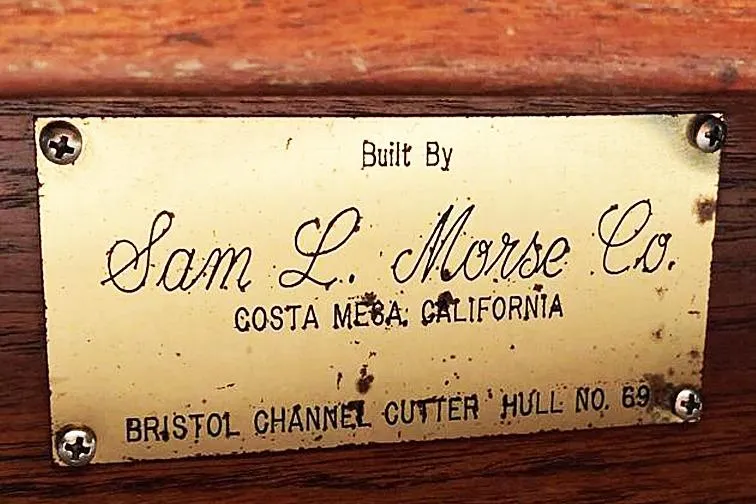 Built By
Sam L. Morse Co.
COSTA MESA, CALIFORNIA
BRISTOL CHANNEL CUTTER HULL NO. 69